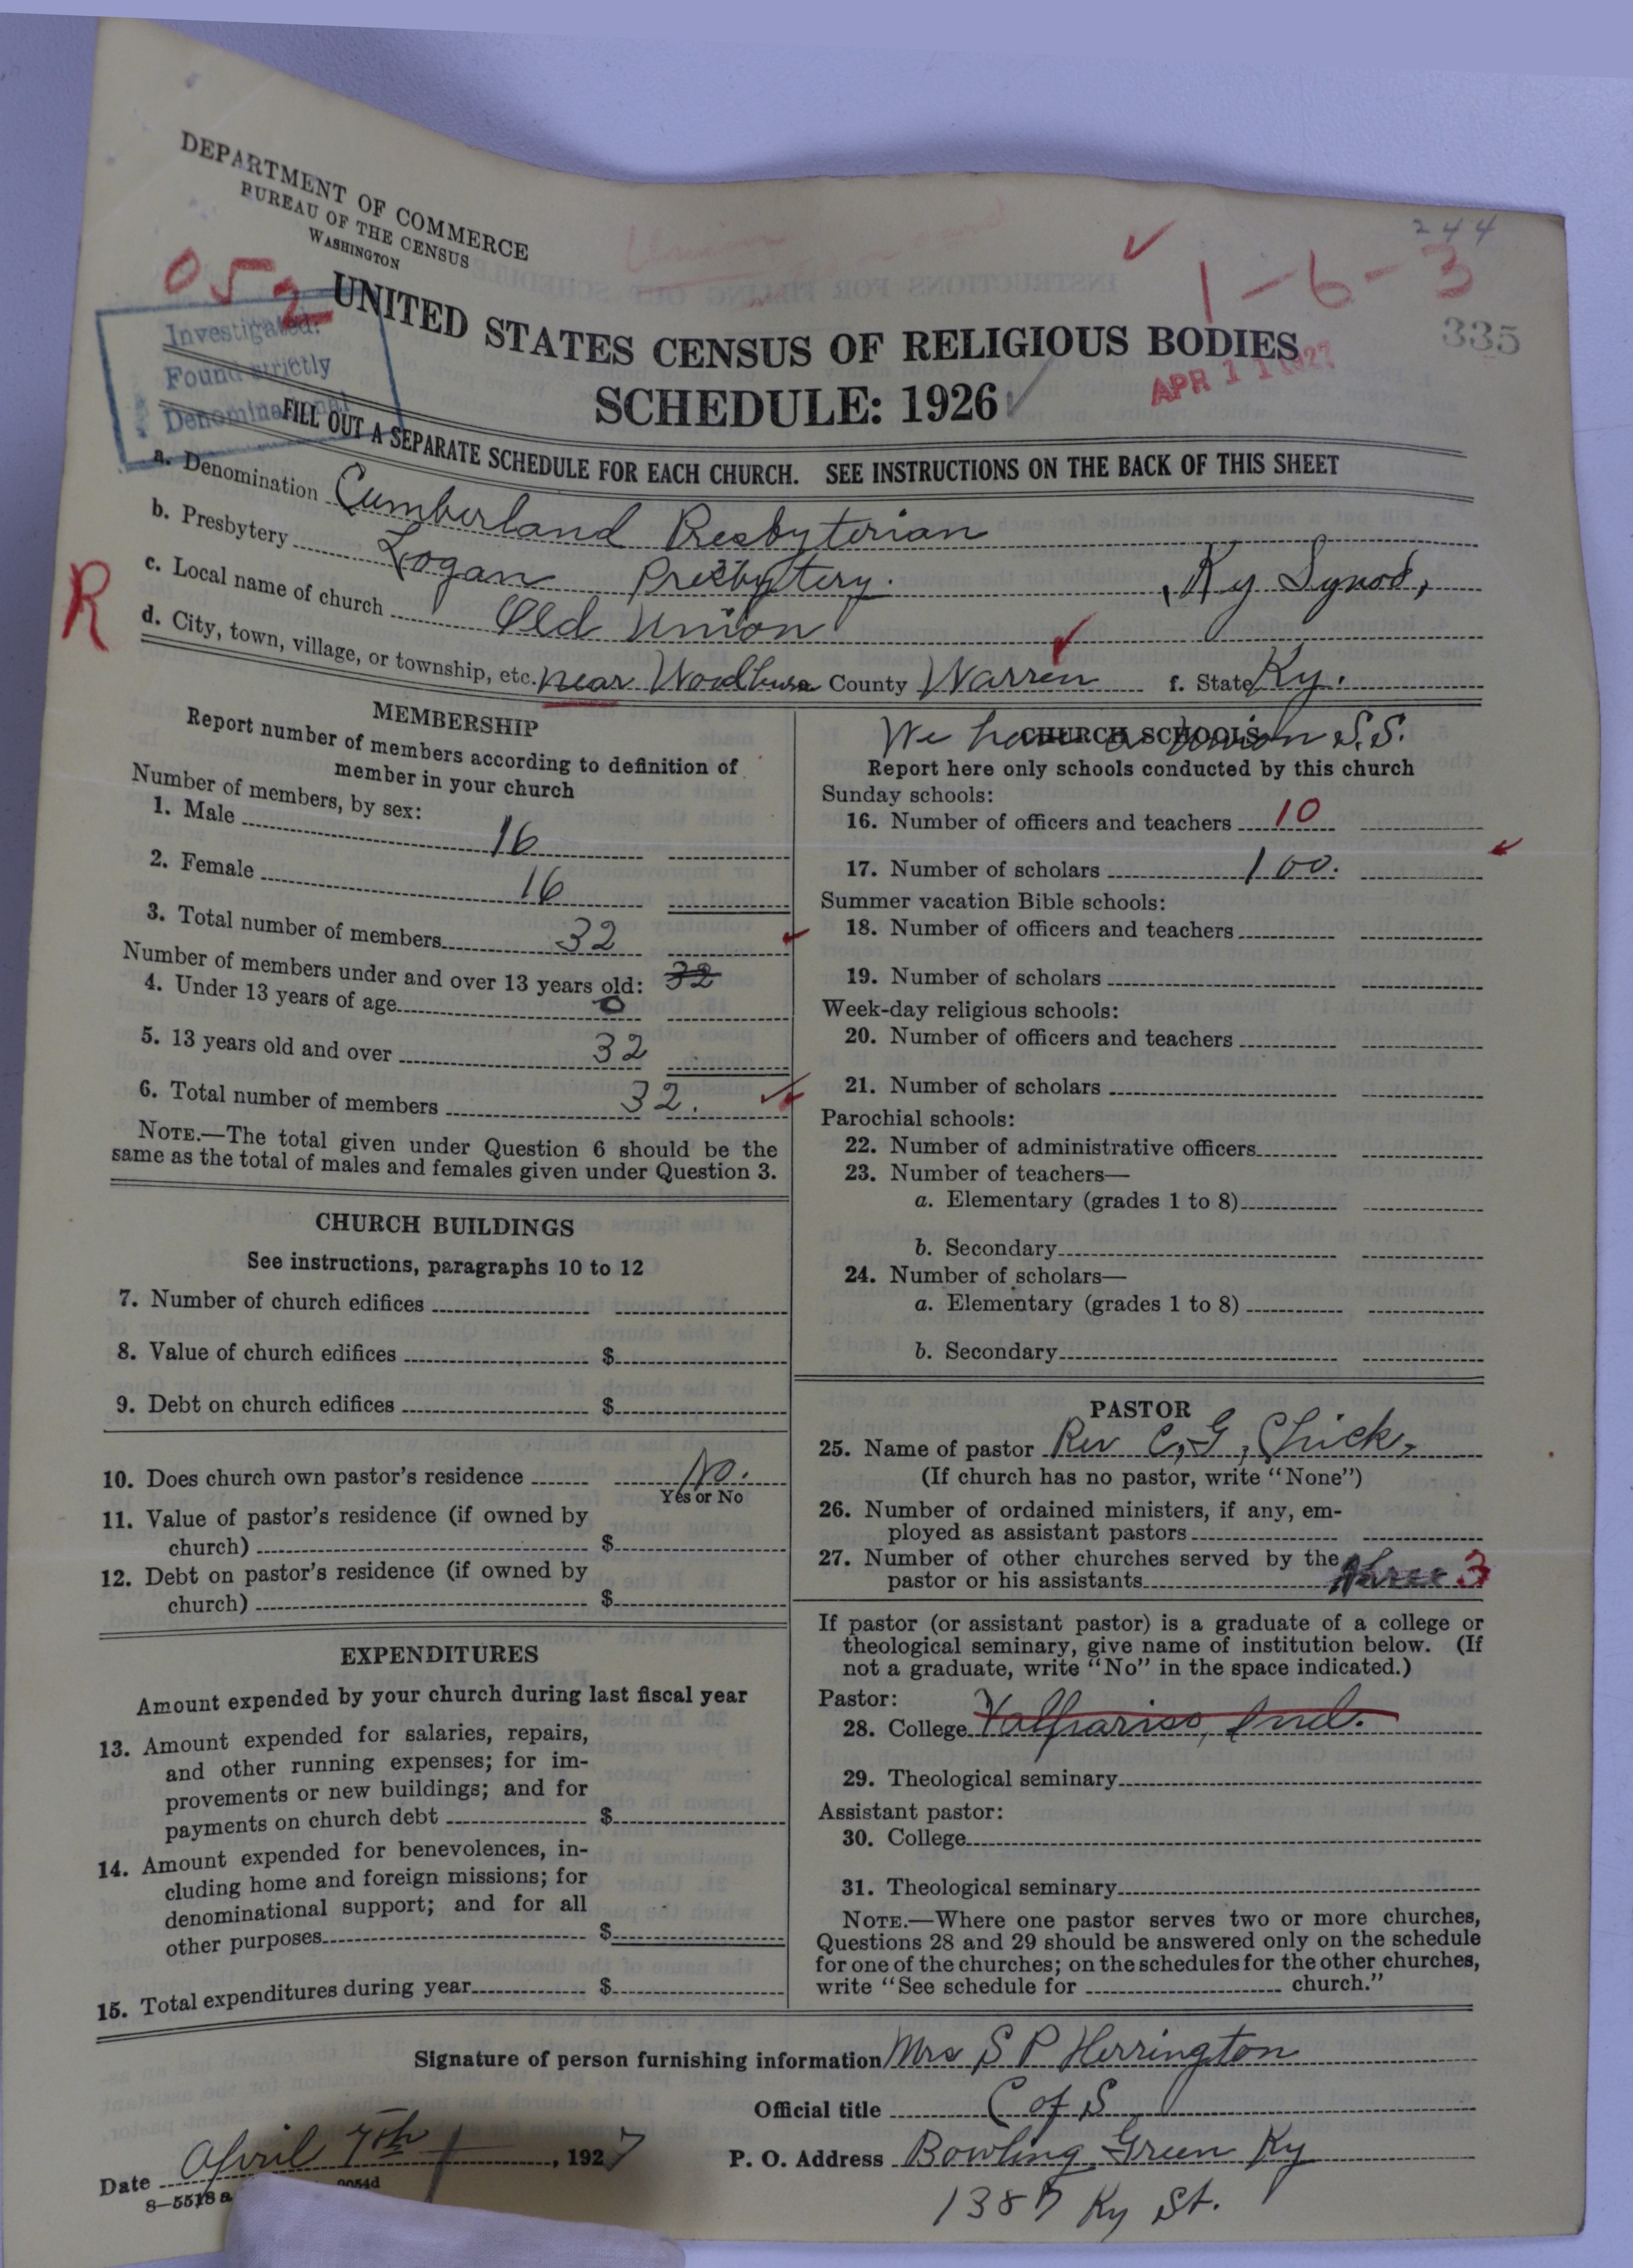 DEPARTMENT OF COMMERCE
BUREAU OF THE CENSUS
WASHINGTON
244
052
1-6-3
335
Investigated:
Found strictly
Denominational
UNITED STATES CENSUS OF RELIGIOUS BODIES
SCHEDULE: 1926
APR 11 1927
FILL OUT A SEPARATE SCHEDULE FOR EACH CHURCH. SEE INSTRUCTIONS ON THE BACK OF THIS SHEET
a. Denomination Cumberland Presbyterian
b. Presbytery Logan Presbytery. , Ky Synod,
R
c. Local name of church Old Union
d. City, town, village, or township, etc. near Woodburn County Warren f. State Ky.
MEMBERSHIP
Report number of members according to definition of
member in your church
Number of members, by sex:
1. Male 16
2. Female 16
3. Total number of members 32
Number of members under and over 13 years old: 32
4. Under 13 years of age 0
5. 13 years old and over 32
6. Total number of members 32.
NOTE.—The total given under Question 6 should be the
same as the total of males and females given under Question 3.
CHURCH BUILDINGS
See instructions, paragraphs 10 to 12
7. Number of church edifices
8. Value of church edifices $
9. Debt on church edifices $
10. Does church own pastor's residence No.
Yes or No
11. Value of pastor's residence (if owned by
church) $
12. Debt on pastor's residence (if owned by
church) $
EXPENDITURES
Amount expended by your church during last fiscal year
13. Amount expended for salaries, repairs,
and other running expenses; for im-
provements or new buildings; and for
payments on church debt $
14. Amount expended for benevolences, in-
cluding home and foreign missions; for
denominational support; and for all
other purposes $
15. Total expenditures during year $
We have a Union S.S.
CHURCH SCHOOLS
Report here only schools conducted by this church
Sunday schools:
16. Number of officers and teachers 10
17. Number of scholars 100.
Summer vacation Bible schools:
18. Number of officers and teachers
19. Number of scholars
Week-day religious schools:
20. Number of officers and teachers
21. Number of scholars
Parochial schools:
22. Number of administrative officers
23. Number of teachers—
a. Elementary (grades 1 to 8)
b. Secondary
24. Number of scholars—
a. Elementary (grades 1 to 8)
b. Secondary
PASTOR
25. Name of pastor Rev C, G, Chick,
(If church has no pastor, write "None")
26. Number of ordained ministers, if any, em-
ployed as assistant pastors
27. Number of other churches served by the
pastor or his assistants three 3
If pastor (or assistant pastor) is a graduate of a college or
theological seminary, give name of institution below. (If
not a graduate, write "No" in the space indicated.)
Pastor:
28. College Valpariso, Ind.
29. Theological seminary
Assistant pastor:
30. College
31. Theological seminary
NOTE.—Where one pastor serves two or more churches,
Questions 28 and 29 should be answered only on the schedule
for one of the churches; on the schedules for the other churches,
write "See schedule for church."
Signature of person furnishing information Mrs S P Herrington
Official title C of S
Date April 7th, 1927
P. O. Address Bowling Green Ky
1387 Ky St.
8-5518a